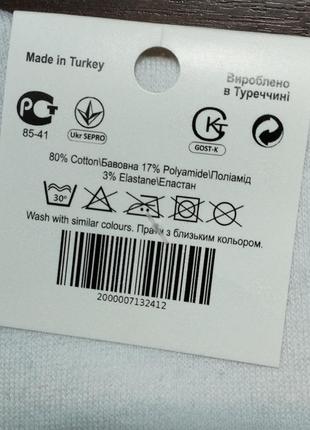 Made in Turkey
Вироблено
в Туреччині
РСТ
85-41
Ukr SEPRO
GOST-K
80% Cotton\Бавовна 17% Polyamide\Поліамід
3% Elastane\Еластан
30°
Wash with similar colours. Прати з близьким кольором.
2000007132412